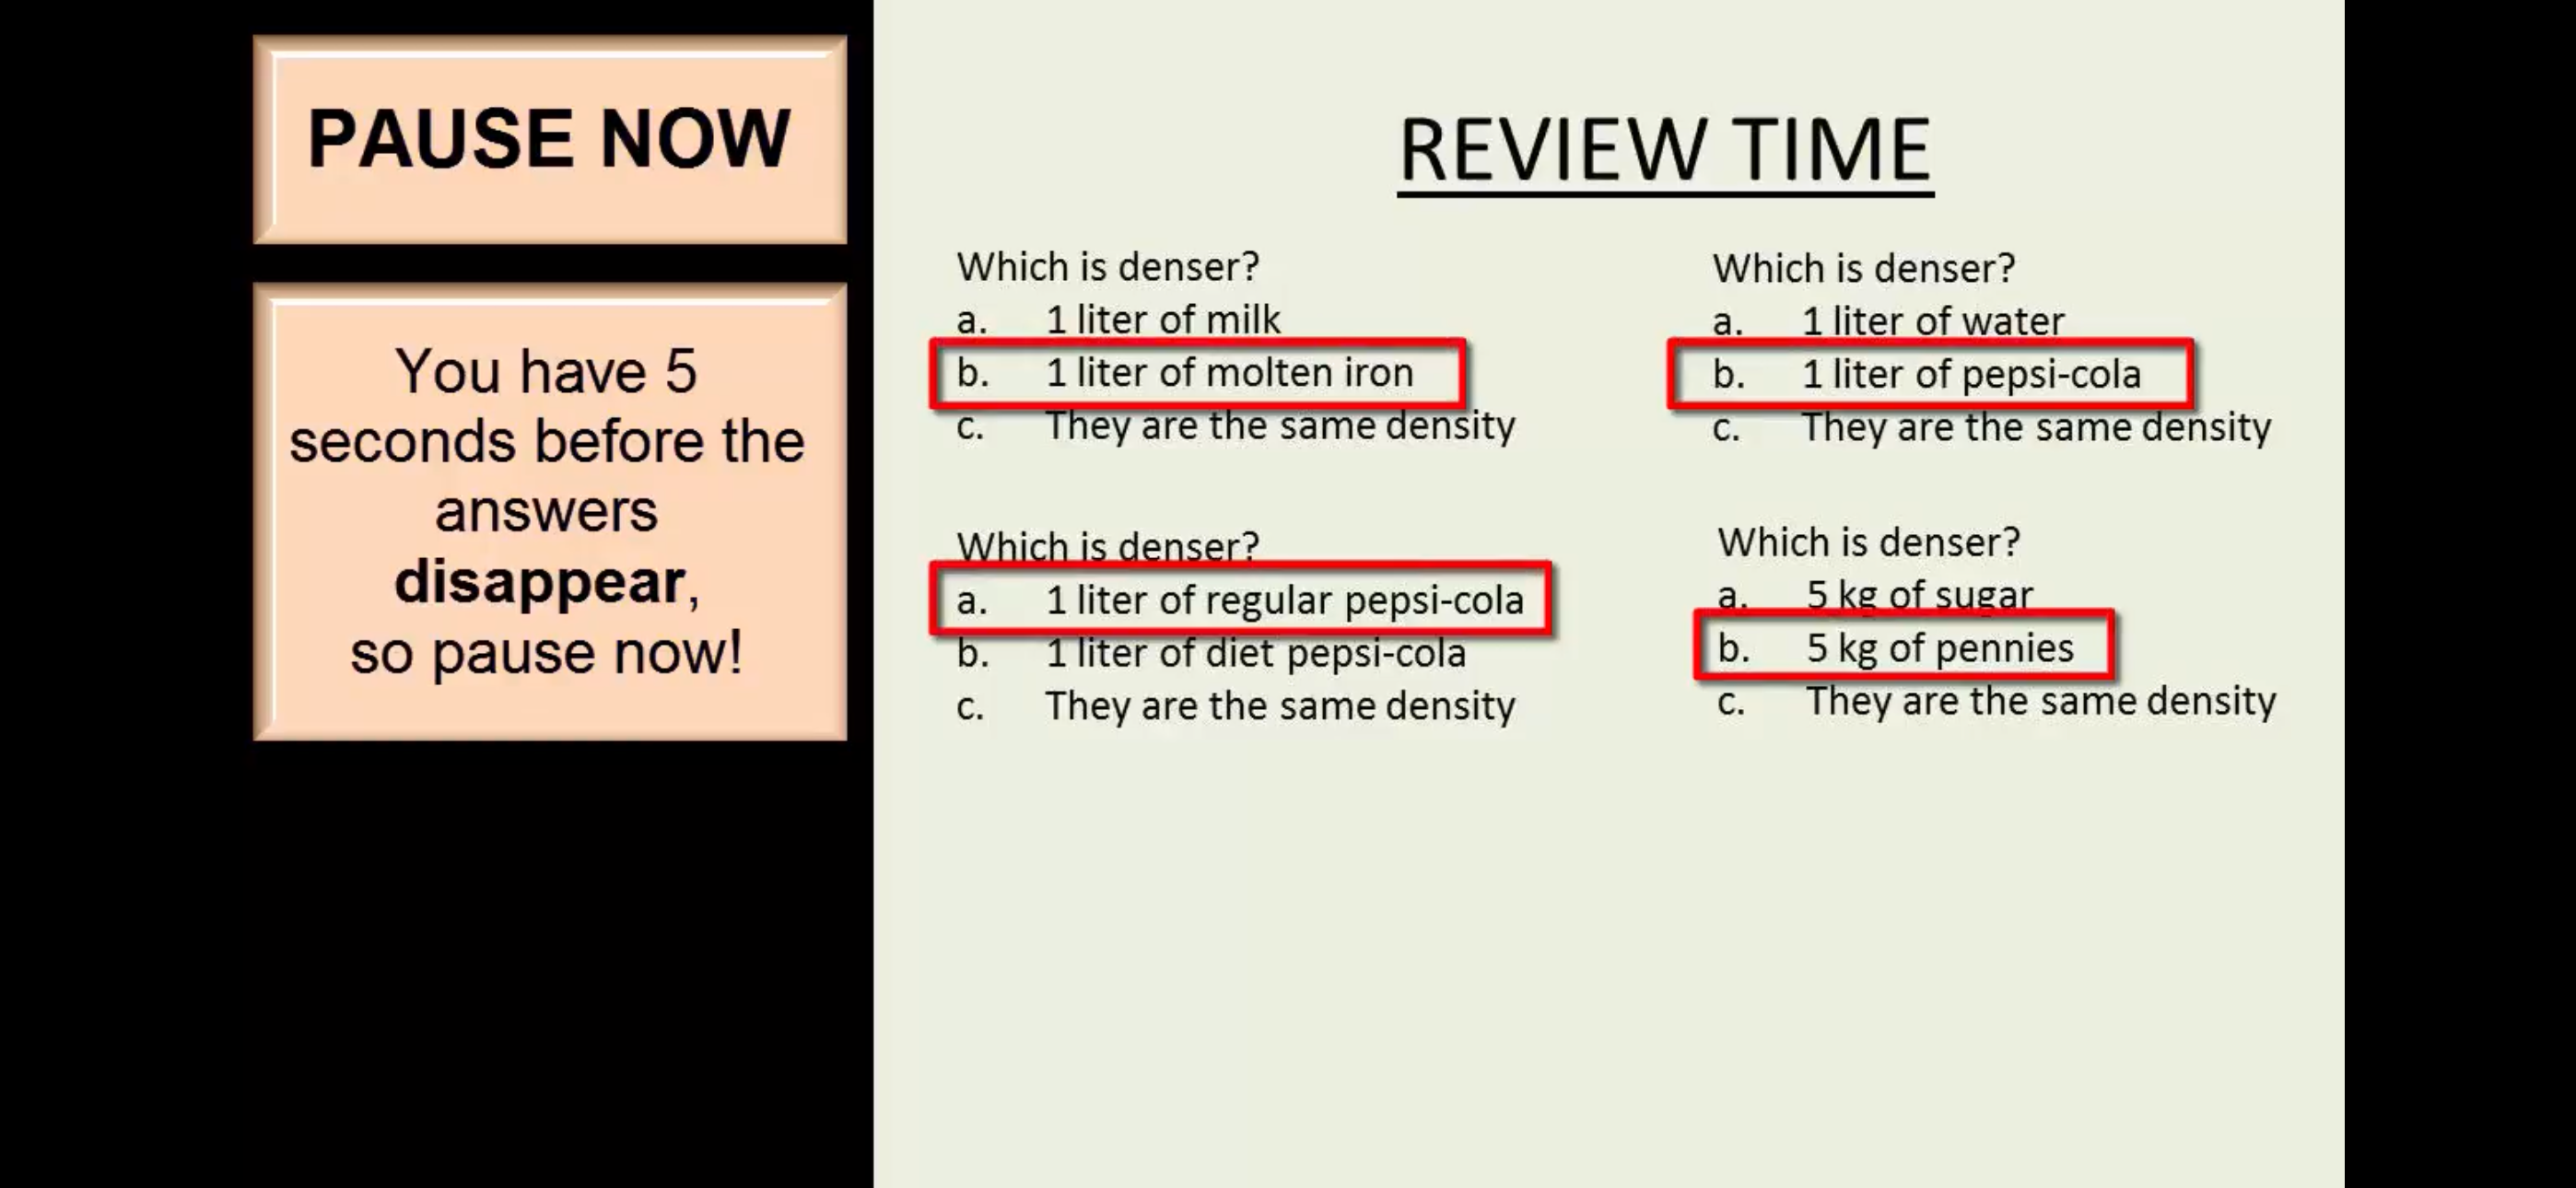 PAUSE NOW
You have 5
seconds before the
answers
disappear,
so pause now!
REVIEW TIME
Which is denser?
a. 1 liter of milk
b. 1 liter of molten iron
c. They are the same density
Which is denser?
a. 1 liter of water
b. 1 liter of pepsi-cola
c. They are the same density
Which is denser?
a. 1 liter of regular pepsi-cola
b. 1 liter of diet pepsi-cola
c. They are the same density
Which is denser?
a. 5 kg of sugar
b. 5 kg of pennies
c. They are the same density